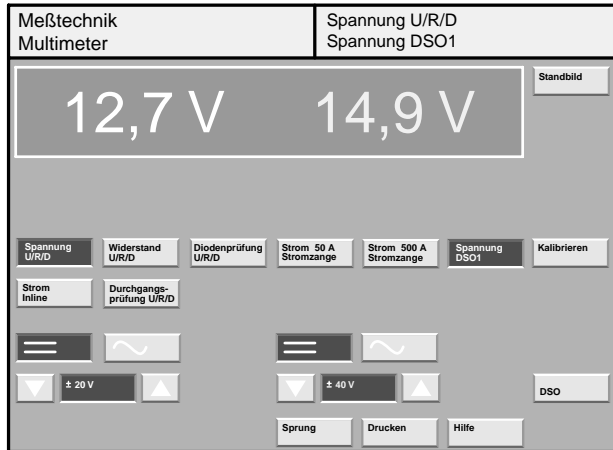 Meßtechnik
Multimeter
Spannung U/R/D
Spannung DSO1
12,7 V
14,9 V
Standbild
Spannung
U/R/D
Widerstand
U/R/D
Diodenprüfung
U/R/D
Strom 50 A
Stromzange
Strom 500 A
Stromzange
Spannung
DSO1
Kalibrieren
Strom
Inline
Durchgangs-
prüfung U/R/D
± 20 V
± 40 V
DSO
Sprung
Drucken
Hilfe